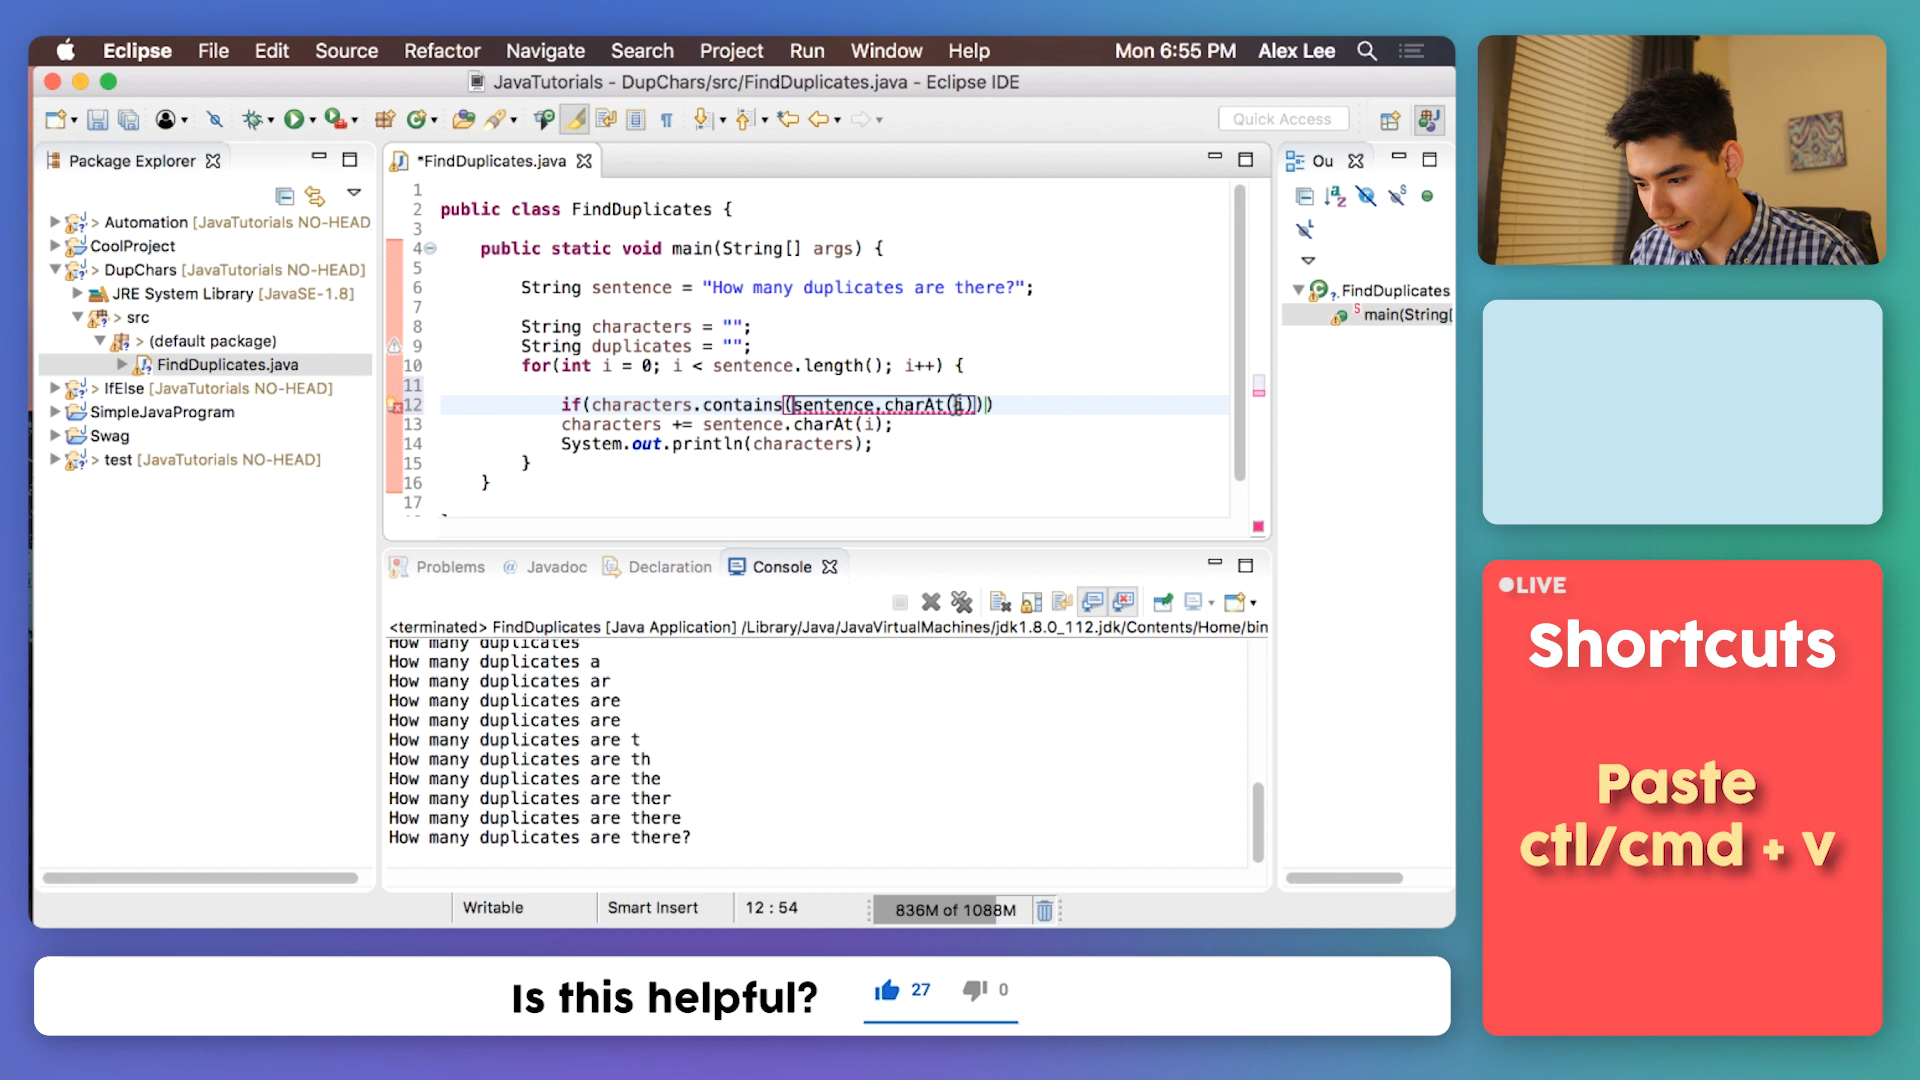 Eclipse File Edit Source Refactor Navigate Search Project Run Window Help Mon 6:55 PM Alex Lee
JavaTutorials - DupChars/src/FindDuplicates.java - Eclipse IDE
Quick Access
Package Explorer
> Automation [JavaTutorials NO-HEAD
CoolProject
> DupChars [JavaTutorials NO-HEAD]
JRE System Library [JavaSE-1.8]
> src
> (default package)
FindDuplicates.java
> IfElse [JavaTutorials NO-HEAD]
SimpleJavaProgram
Swag
> test [JavaTutorials NO-HEAD]
*FindDuplicates.java
1
2 public class FindDuplicates {
3
4 public static void main(String[] args) {
5
6 String sentence = "How many duplicates are there?";
7
8 String characters = "";
9 String duplicates = "";
10 for(int i = 0; i < sentence.length(); i++) {
11
12 if(characters.contains(sentence.charAt(i)))
13 characters += sentence.charAt(i);
14 System.out.println(characters);
15 }
16 }
17
Ou
FindDuplicates
main(String[
Problems @ Javadoc Declaration Console
<terminated> FindDuplicates [Java Application] /Library/Java/JavaVirtualMachines/jdk1.8.0_112.jdk/Contents/Home/bin
How many duplicates
How many duplicates a
How many duplicates ar
How many duplicates are
How many duplicates are
How many duplicates are t
How many duplicates are th
How many duplicates are the
How many duplicates are ther
How many duplicates are there
How many duplicates are there?
Writable Smart Insert 12 : 54 836M of 1088M
LIVE
Shortcuts
Paste
ctl/cmd + v
Is this helpful? 27 0